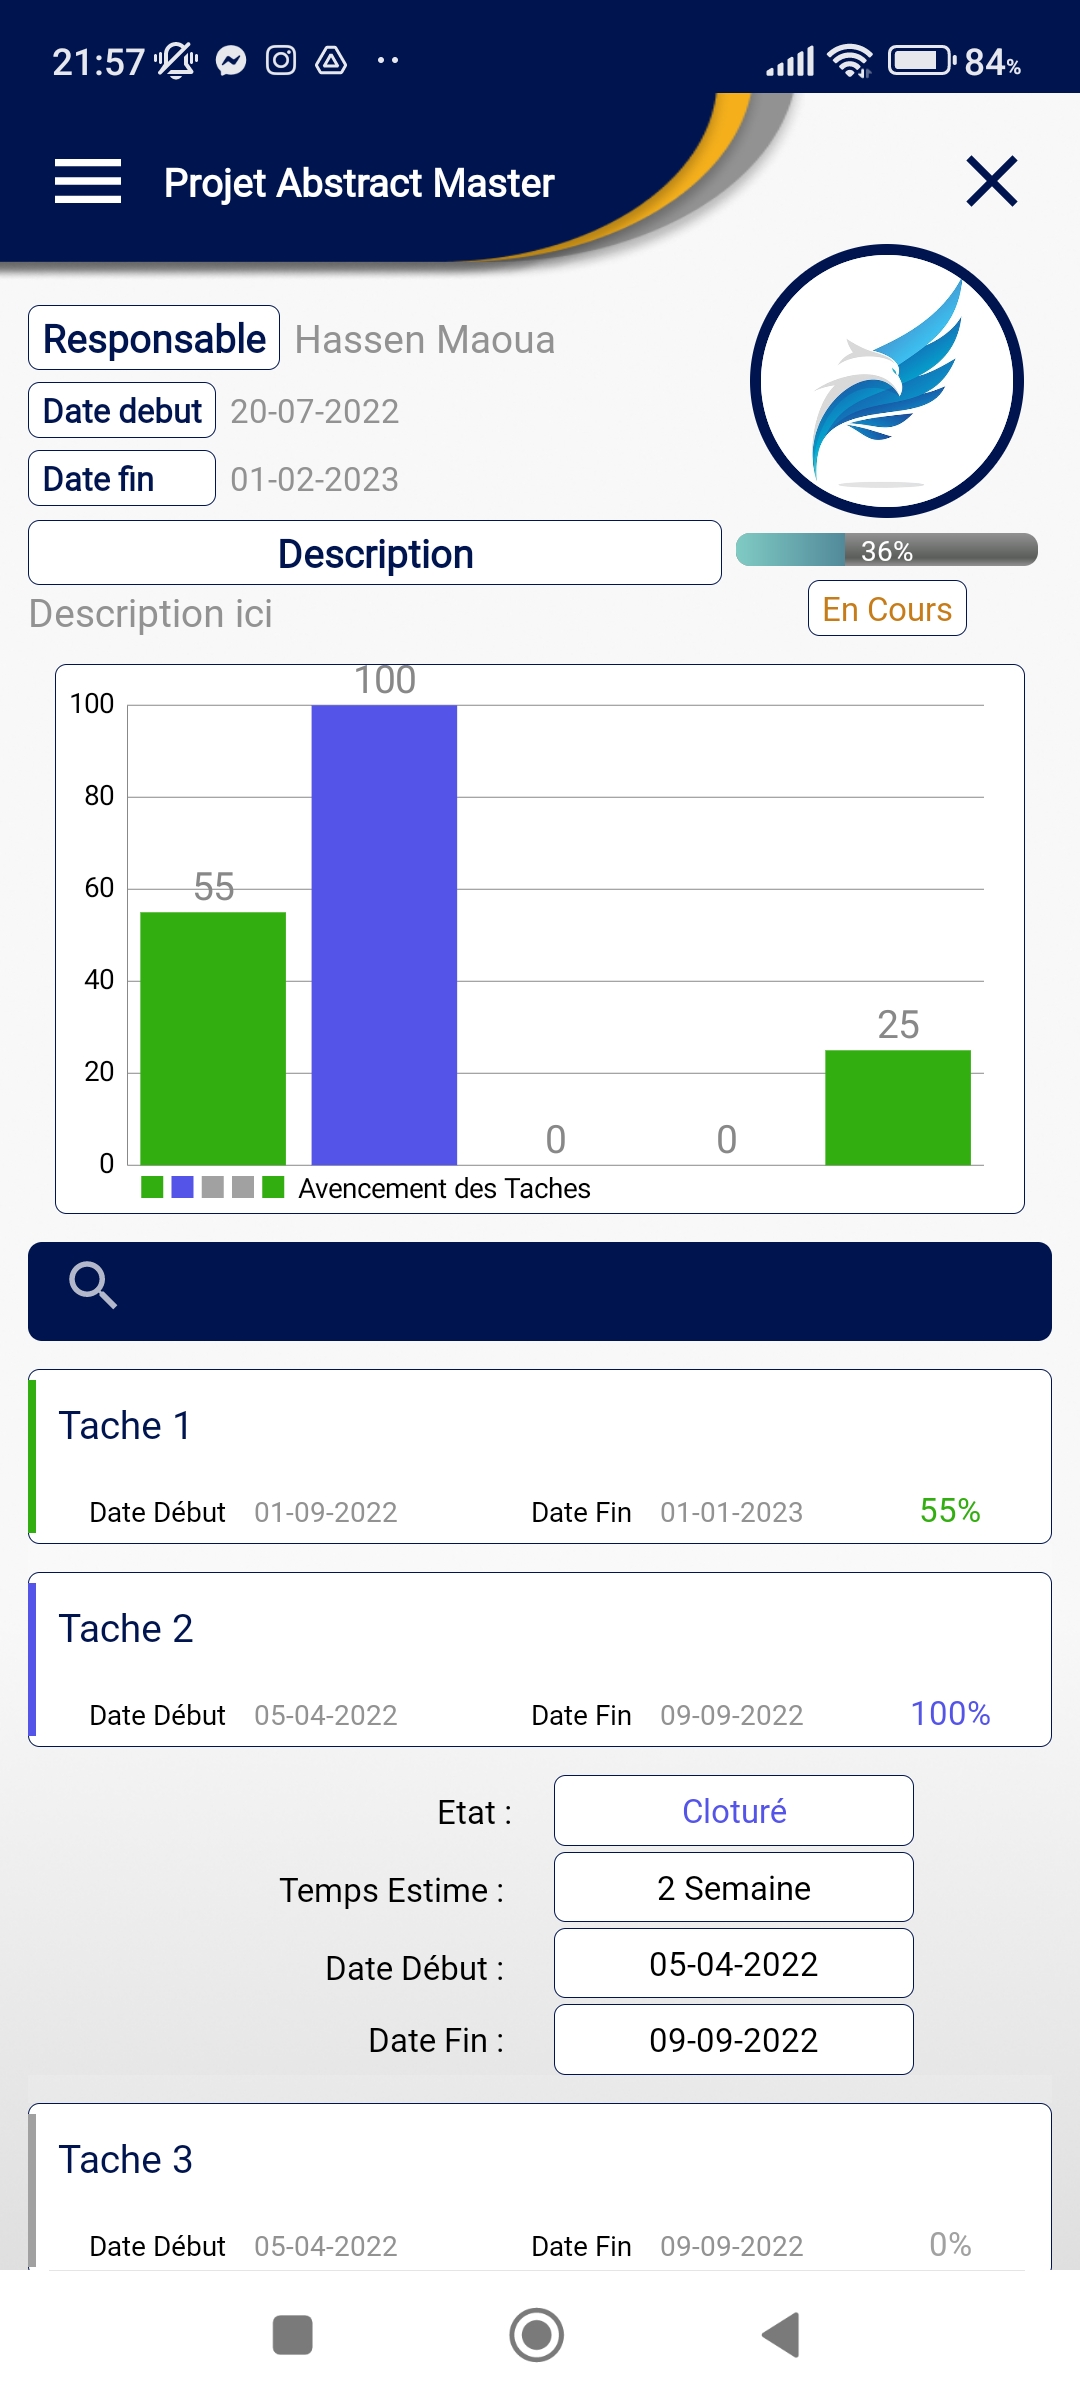 21:57 84%
Projet Abstract Master
Responsable Hassen Maoua
Date debut 20-07-2022
Date fin 01-02-2023
Description
36%
Description ici
En Cours
100
100
80
60
55
40
25
20
0
0
0
Avencement des Taches
Tache 1
Date Début 01-09-2022 Date Fin 01-01-2023 55%
Tache 2
Date Début 05-04-2022 Date Fin 09-09-2022 100%
Etat : Cloturé
Temps Estime : 2 Semaine
Date Début : 05-04-2022
Date Fin : 09-09-2022
Tache 3
Date Début 05-04-2022 Date Fin 09-09-2022 0%